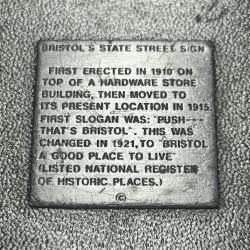 BRISTOL'S STATE STREET SIGN
FIRST ERECTED IN 1910 ON
TOP OF A HARDWARE STORE
BUILDING, THEN MOVED TO
ITS PRESENT LOCATION IN 1915
FIRST SLOGAN WAS: "PUSH---
THAT'S BRISTOL". THIS WAS
CHANGED IN 1921, TO "BRISTOL
A GOOD PLACE TO LIVE"
(LISTED NATIONAL REGISTER
OF HISTORIC PLACES.)
©